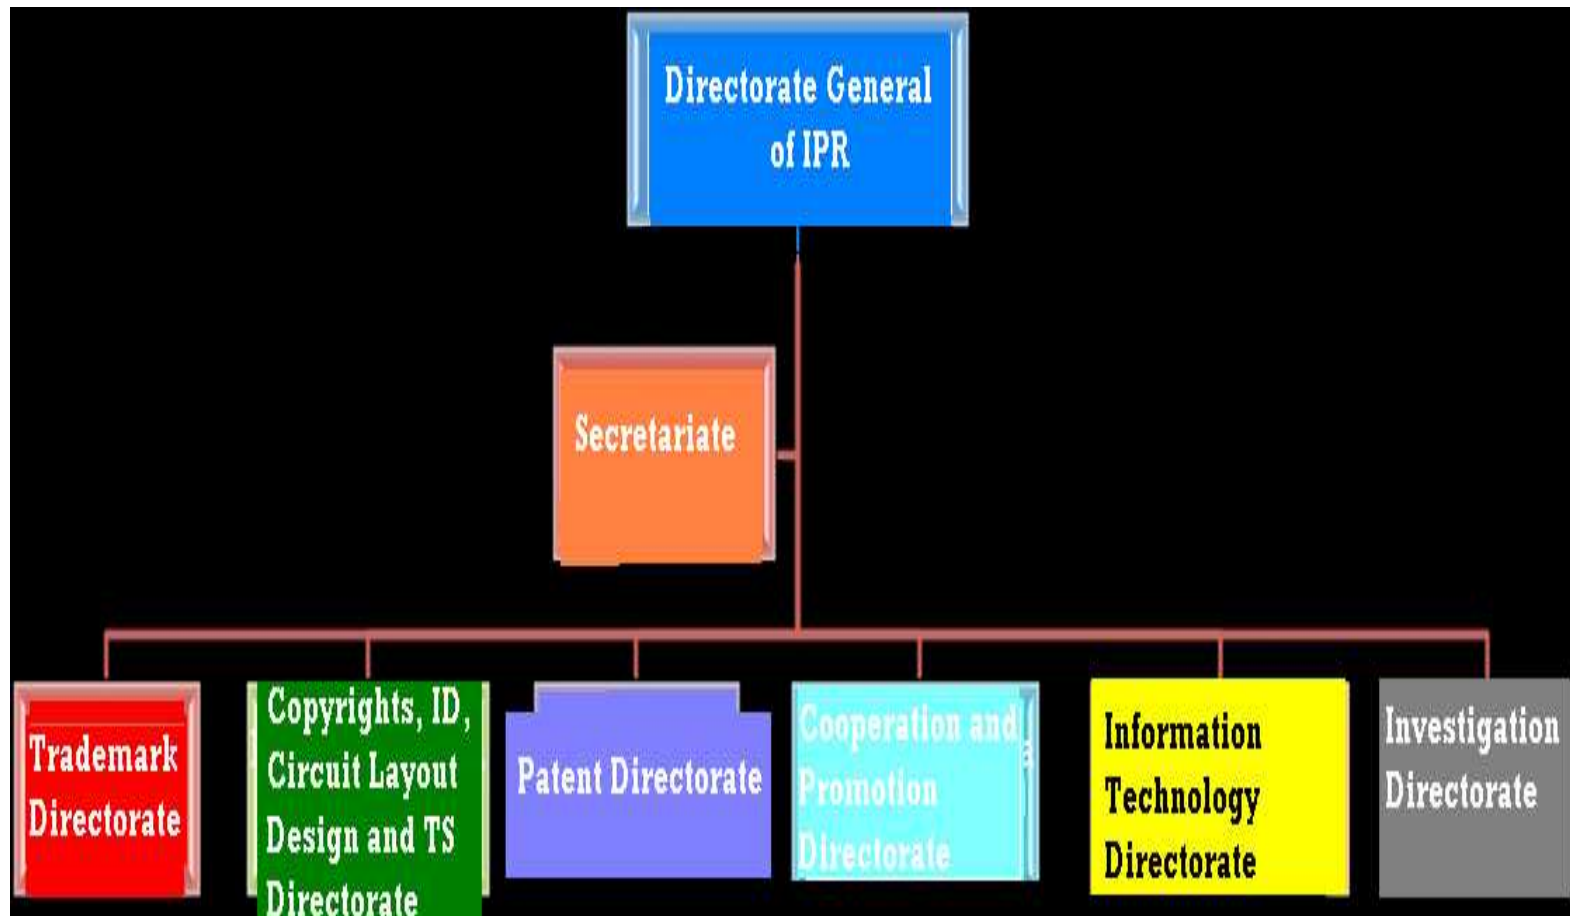 Directorate General
of IPR
Secretariate
Trademark
Directorate
Copyrights, ID,
Circuit Layout
Design and TS
Directorate
Patent Directorate
Cooperation and
Promotion
Directorate
Information
Technology
Directorate
Investigation
Directorate